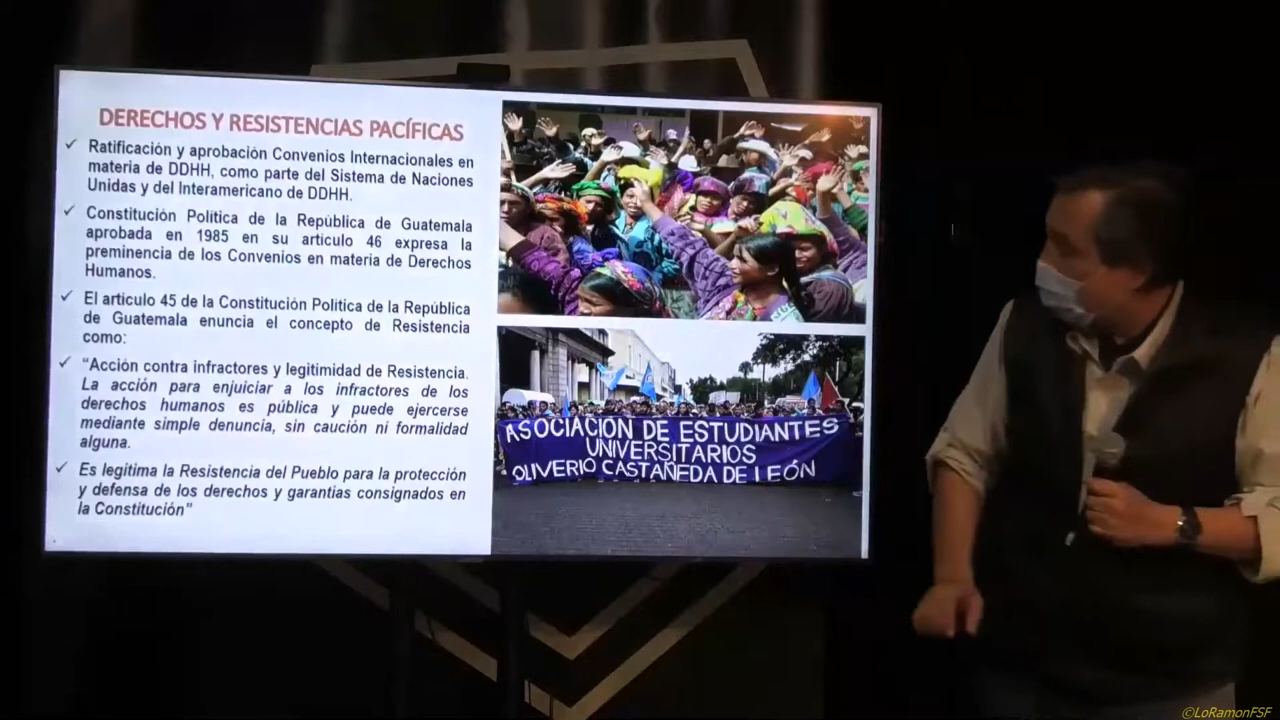 DERECHOS Y RESISTENCIAS PACÍFICAS
✓ Ratificación y aprobación Convenios Internacionales en
materia de DDHH, como parte del Sistema de Naciones
Unidas y del Interamericano de DDHH.
✓ Constitución Política de la República de Guatemala
aprobada en 1985 en su articulo 46 expresa la
preminencia de los Convenios en materia de Derechos
Humanos.
✓ El articulo 45 de la Constitución Política de la República
de Guatemala enuncia el concepto de Resistencia
como:
✓ “Acción contra infractores y legitimidad de Resistencia.
La acción para enjuiciar a los infractores de los
derechos humanos es pública y puede ejercerse
mediante simple denuncia, sin caución ni formalidad
alguna.
✓ Es legítima la Resistencia del Pueblo para la protección
y defensa de los derechos y garantías consignados en
la Constitución”
ASOCIACION DE ESTUDIANTES
UNIVERSITARIOS
OLIVERIO CASTAÑEDA DE LEÓN
©LoRamonFSF